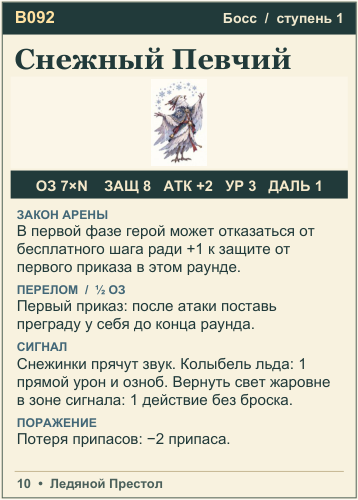 B092
Босс / ступень 1
Снежный Певчий
ОЗ 7×N ЗАЩ 8 АТК +2 УР 3 ДАЛЬ 1
ЗАКОН АРЕНЫ
В первой фазе герой может отказаться от
бесплатного шага ради +1 к защите от
первого приказа в этом раунде.
ПЕРЕЛОМ / ½ ОЗ
Первый приказ: после атаки поставь
преграду у себя до конца раунда.
СИГНАЛ
Снежинки прячут звук. Колыбель льда: 1
прямой урон и озноб. Вернуть свет жаровне
в зоне сигнала: 1 действие без броска.
ПОРАЖЕНИЕ
Потеря припасов: −2 припаса.
10 • Ледяной Престол